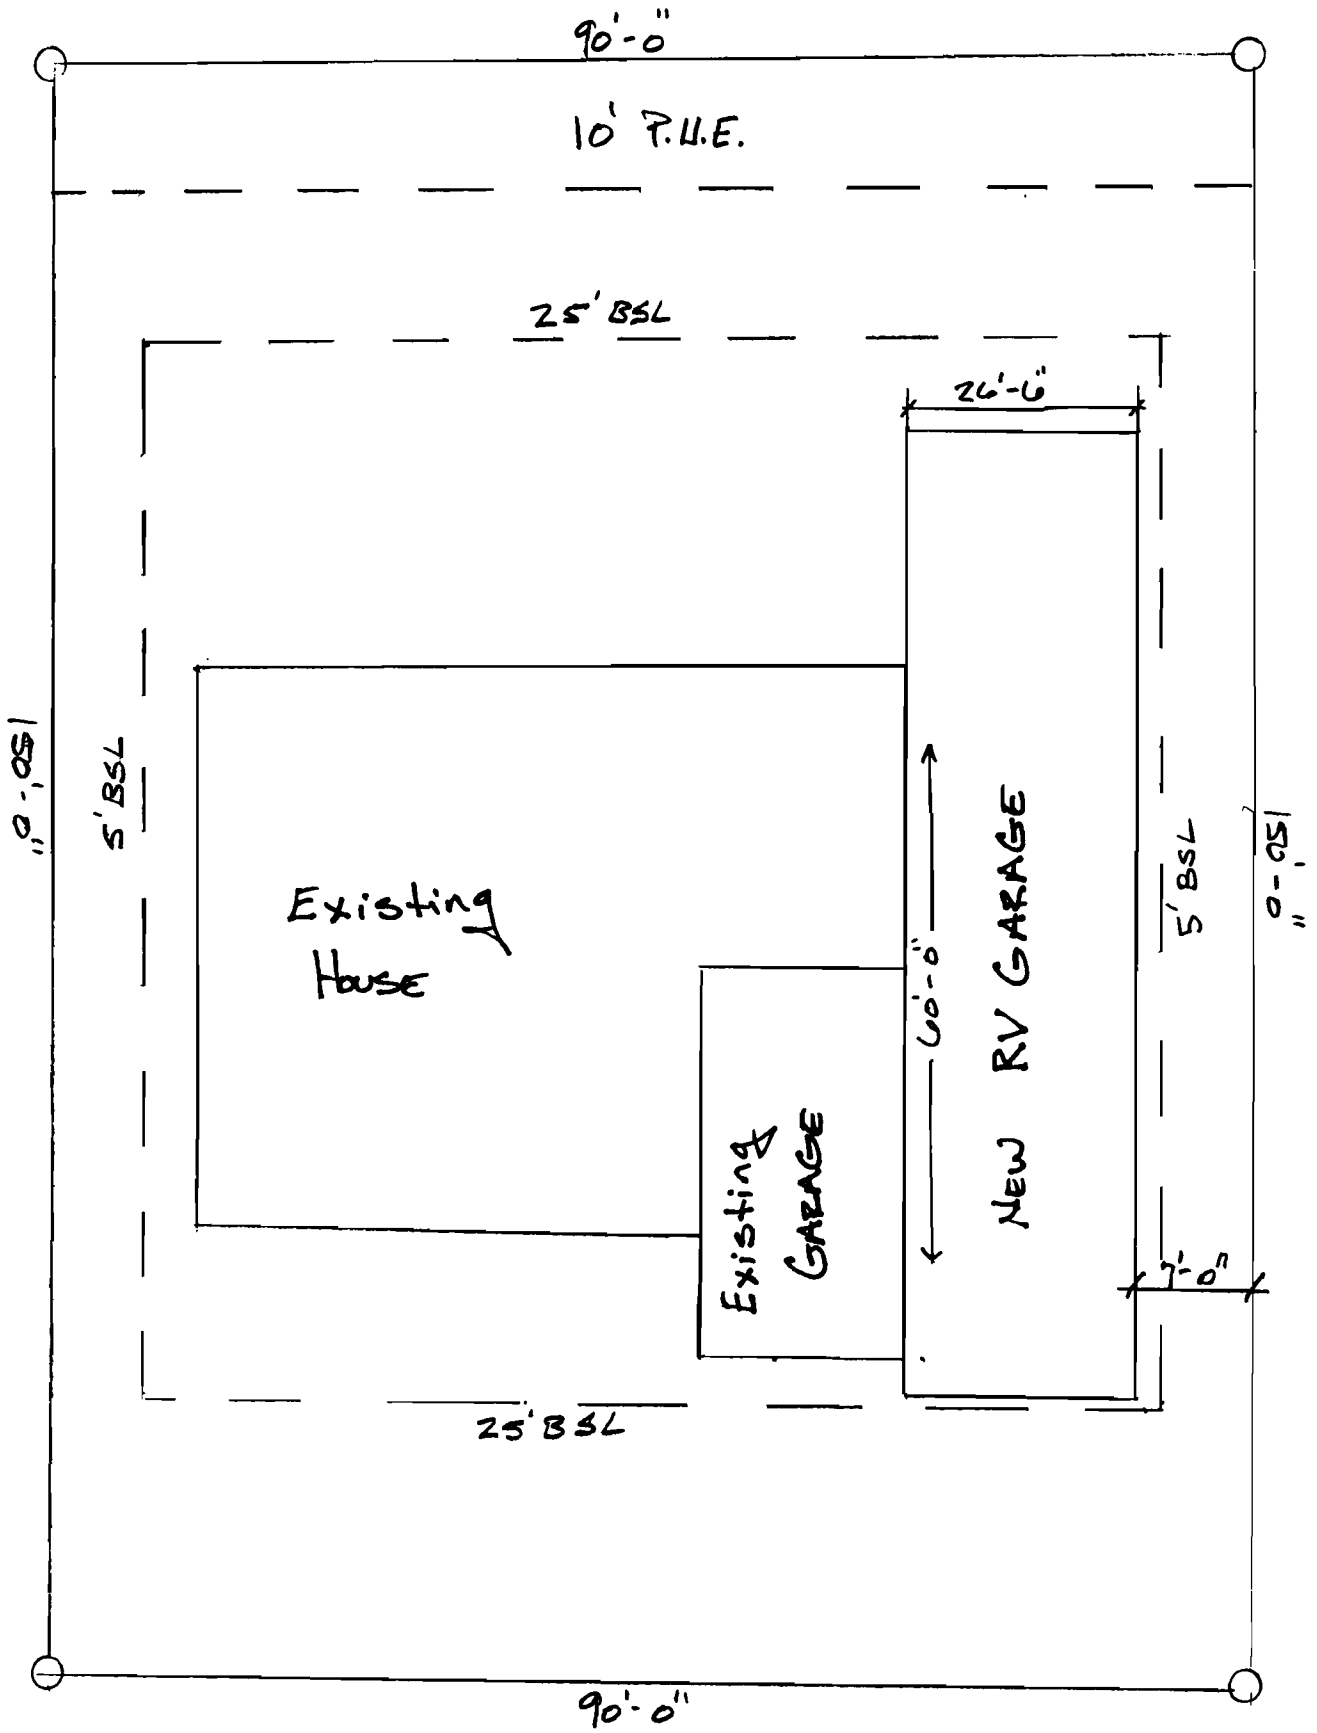 90'-0"
10' P.U.E.
25' BSL
26'-6"
150'-0"
5' BSL
Existing
House
Existing
GARAGE
60'-0"
NEW RV GARAGE
5' BSL
150'-0"
7'-0"
25' BSL
90'-0"